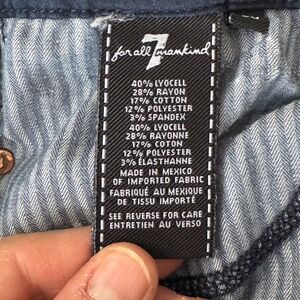 7
for all mankind
40% LYOCELL
28% RAYON
17% COTTON
12% POLYESTER
3% SPANDEX
40% LYOCELL
28% RAYONNE
17% COTON
12% POLYESTER
3% ÉLASTHANNE
MADE IN MEXICO
OF IMPORTED FABRIC
FABRIQUÉ AU MEXIQUE
DE TISSU IMPORTÉ
SEE REVERSE FOR CARE
ENTRETIEN AU VERSO